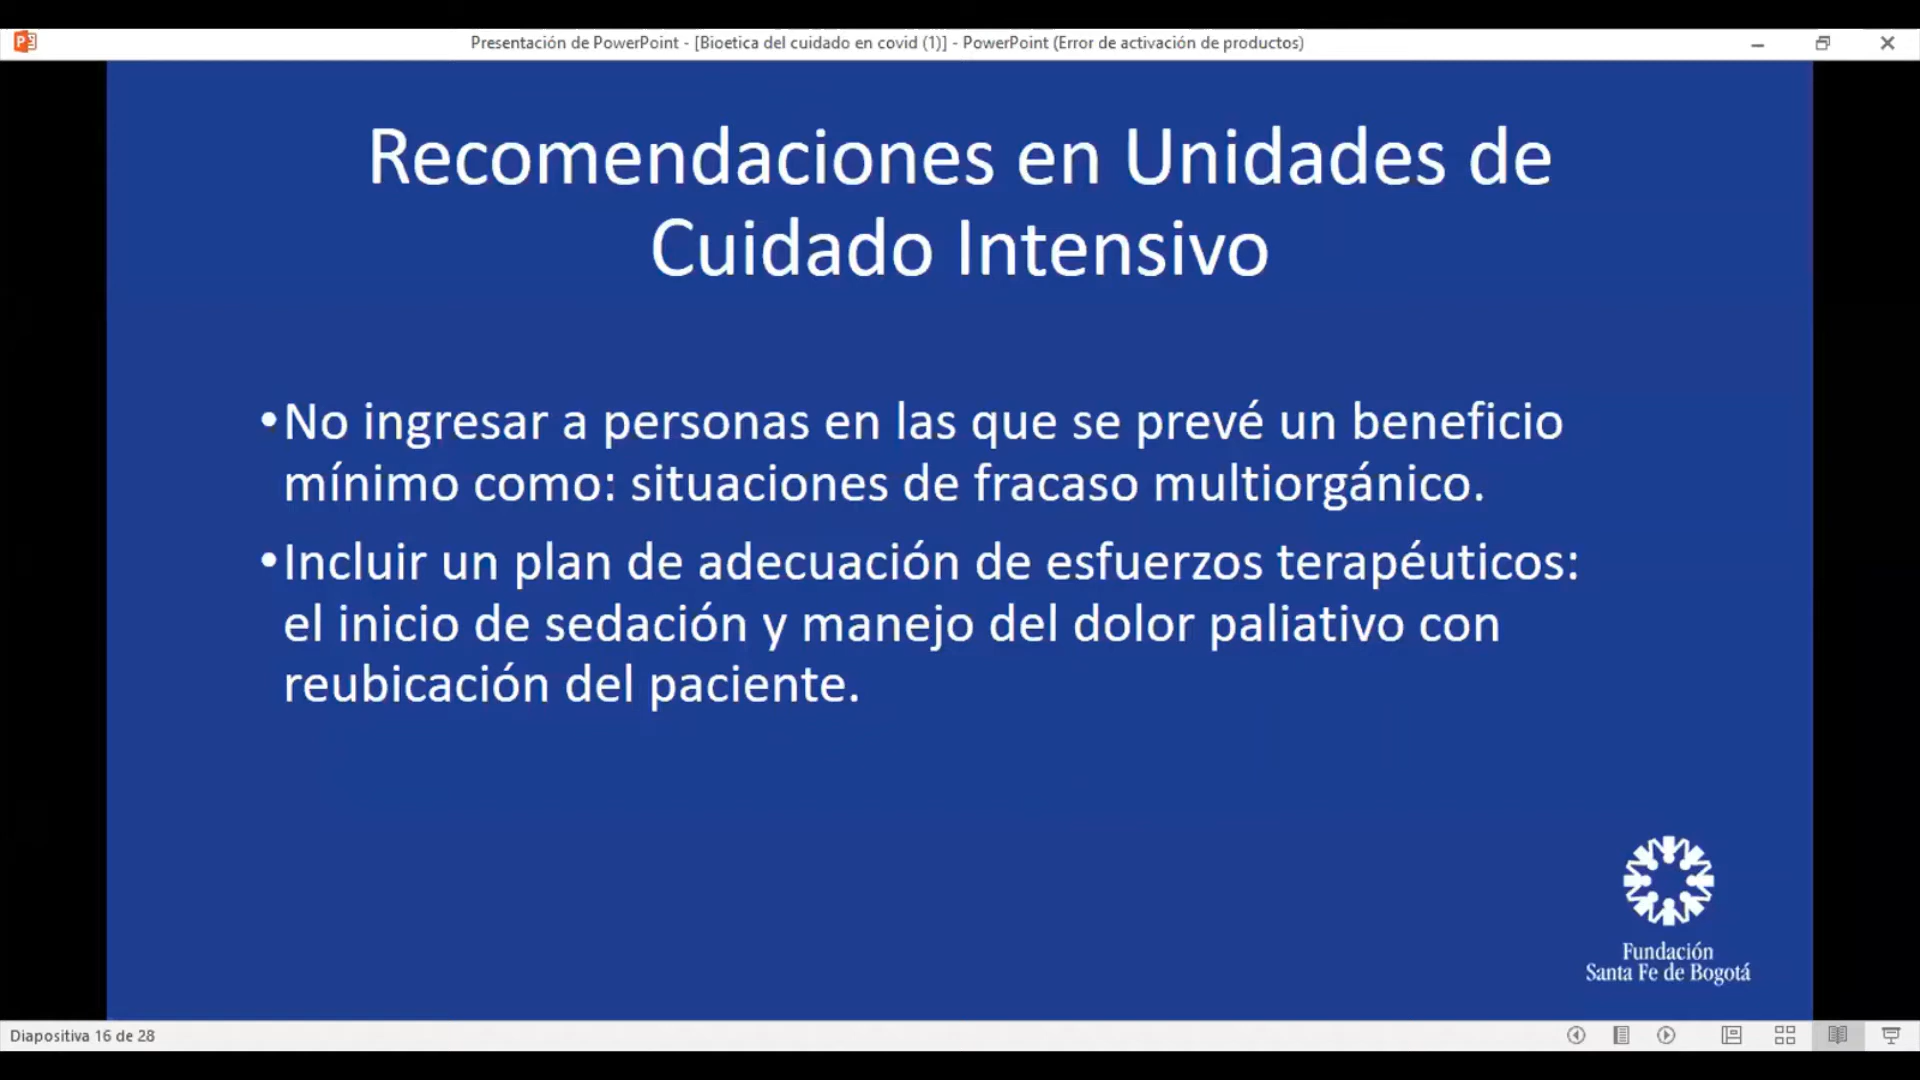 Presentación de PowerPoint - [Bioetica del cuidado en covid (1)] - PowerPoint (Error de activación de productos)
Recomendaciones en Unidades de
Cuidado Intensivo
•No ingresar a personas en las que se prevé un beneficio
mínimo como: situaciones de fracaso multiorgánico.
•Incluir un plan de adecuación de esfuerzos terapéuticos:
el inicio de sedación y manejo del dolor paliativo con
reubicación del paciente.
Fundación
Santa Fe de Bogotá
Diapositiva 16 de 28